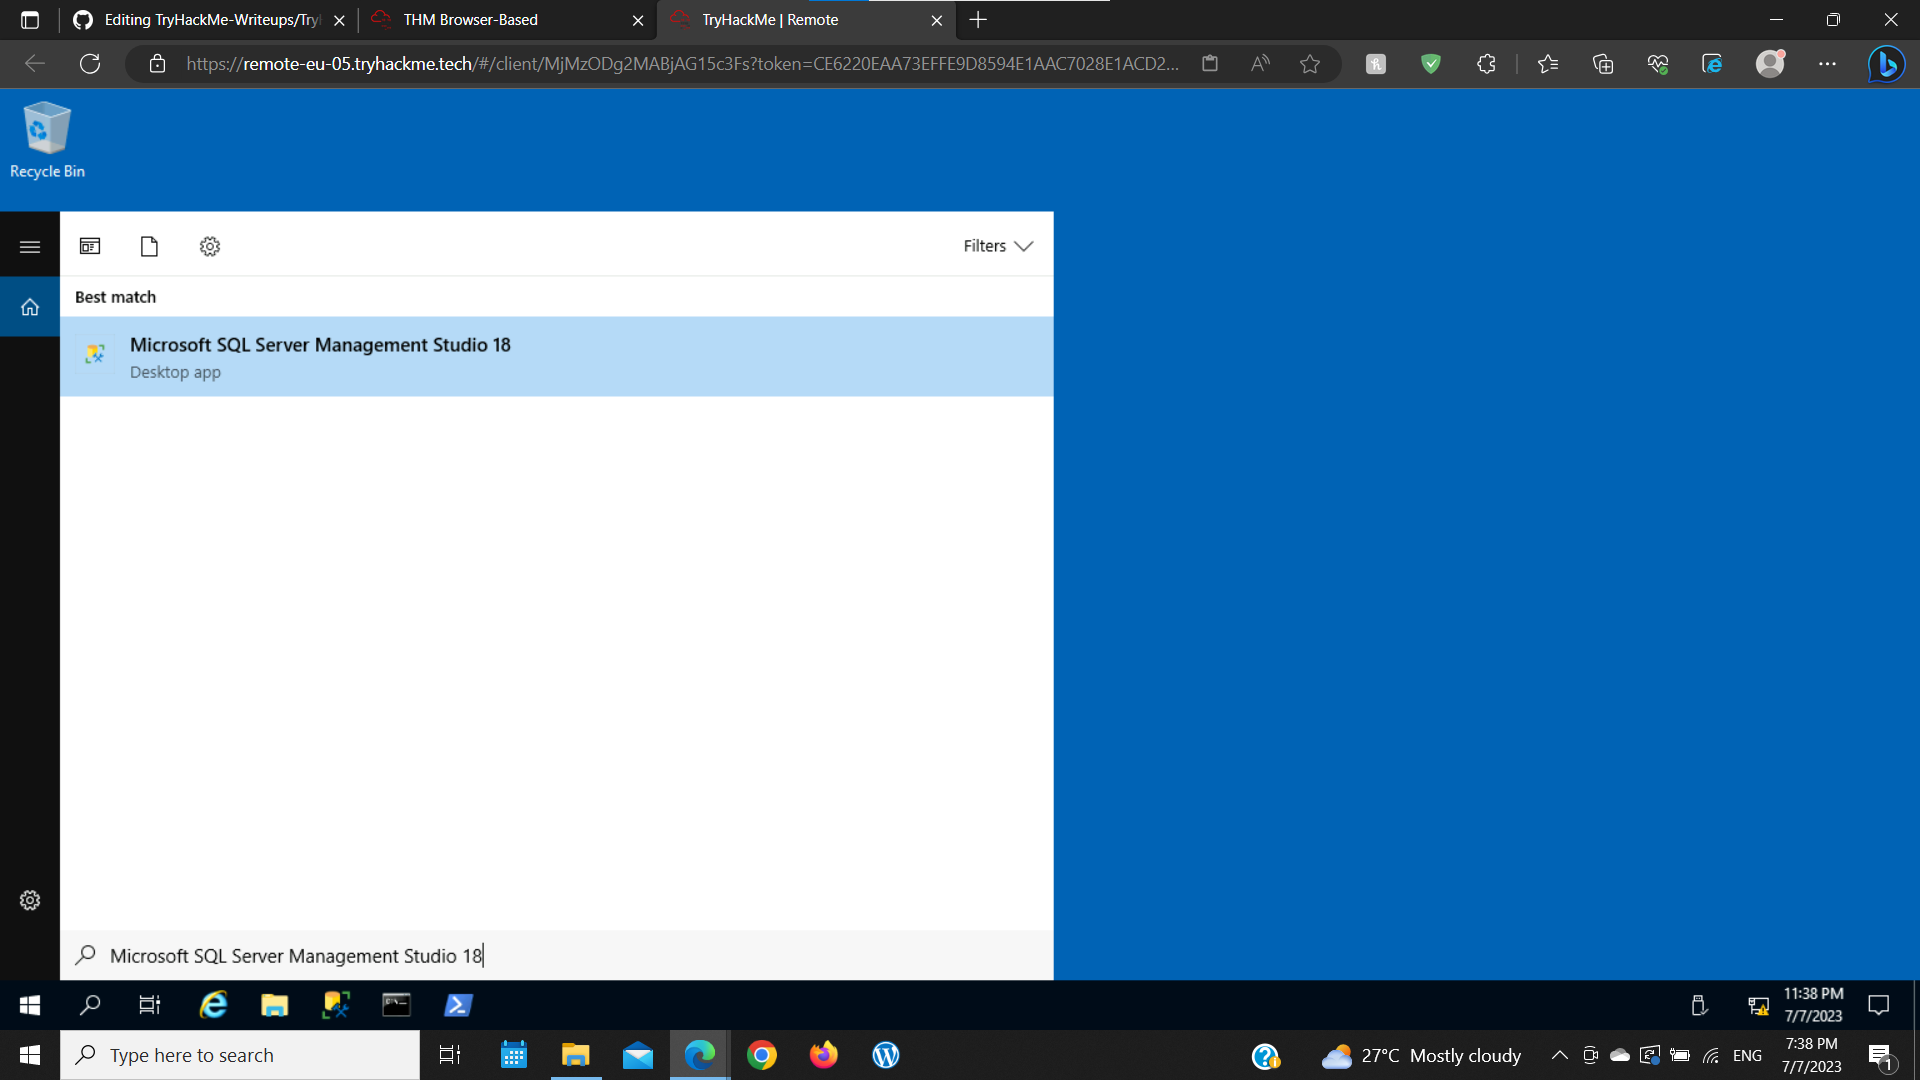 Editing TryHackMe-Writeups/Try
THM Browser-Based
TryHackMe | Remote
https://remote-eu-05.tryhackme.tech/#/client/MjMzODg2MABjAG15c3Fs?token=CE6220EAA73EFFE9D8594E1AAC7028E1ACD2...
Recycle Bin
Filters
Best match
Microsoft SQL Server Management Studio 18
Desktop app
Microsoft SQL Server Management Studio 18
11:38 PM
7/7/2023
Type here to search
27°C Mostly cloudy
ENG
7:38 PM
7/7/2023
1